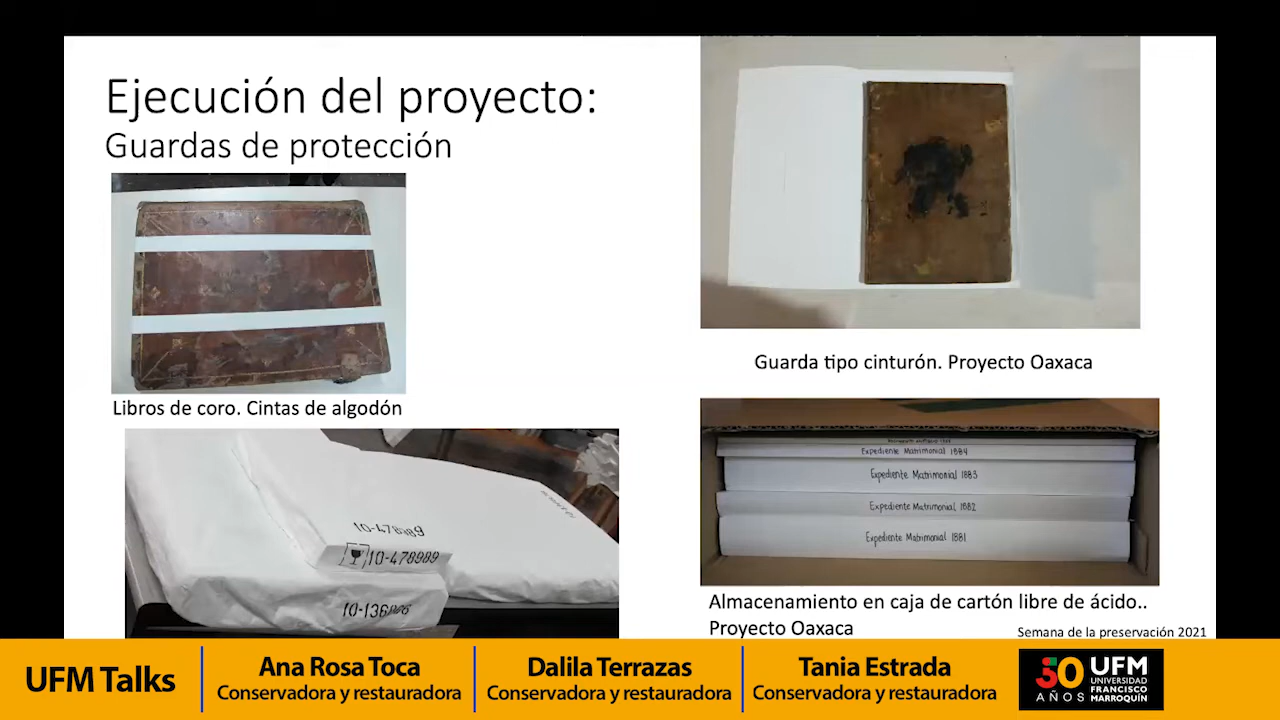 Ejecución del proyecto:
Guardas de protección
Libros de coro. Cintas de algodón
10-478989
10-478989
Guarda tipo cinturón. Proyecto Oaxaca
Expediente Matrimonial 1884
Expediente Matrimonial 1883
Expediente Matrimonial 1882
Expediente Matrimonial 1881
Almacenamiento en caja de cartón libre de ácido..
Proyecto Oaxaca
Semana de la preservación 2021
UFM Talks
Ana Rosa Toca
Conservadora y restauradora
Dalila Terrazas
Conservadora y restauradora
Tania Estrada
Conservadora y restauradora
50
AÑOS
UFM
UNIVERSIDAD
FRANCISCO
MARROQUÍN